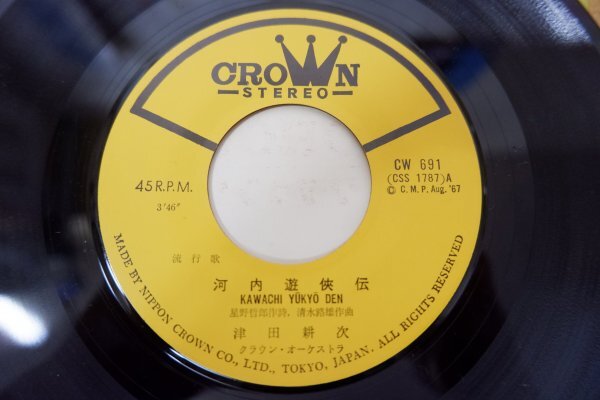 CROWN
STEREO
45 R.P.M.
3′46″
CW 691
(CSS 1787)A
© C. M. P. Aug. '67
流行歌
河内遊侠伝
KAWACHI YŪKYŌ DEN
星野哲郎作詩、清水路雄作曲
津田耕次
クラウン・オーケストラ
MADE BY NIPPON CROWN CO., LTD., TOKYO, JAPAN. ALL RIGHTS RESERVED